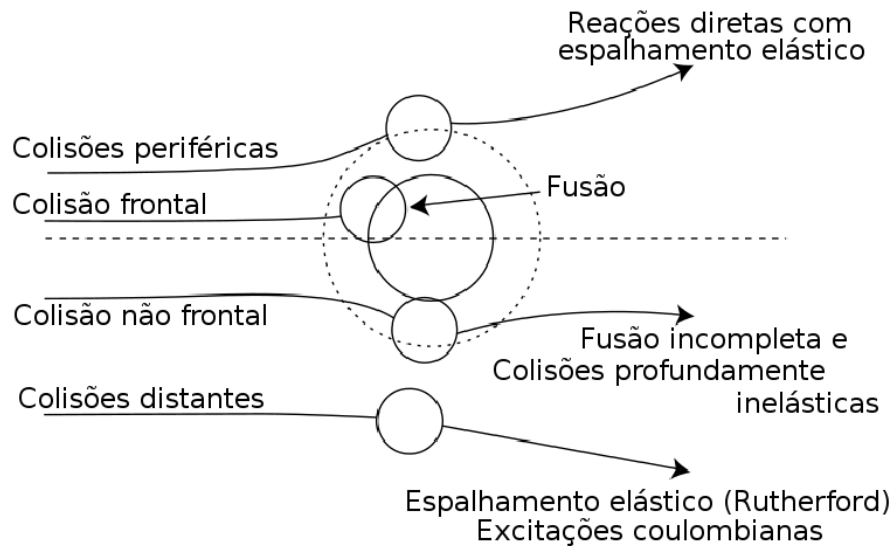 Reações diretas com
espalhamento elástico
Colisões periféricas
Colisão frontal
Fusão
Colisão não frontal
Fusão incompleta e
Colisões profundamente
inelásticas
Colisões distantes
Espalhamento elástico (Rutherford)
Excitações coulombianas